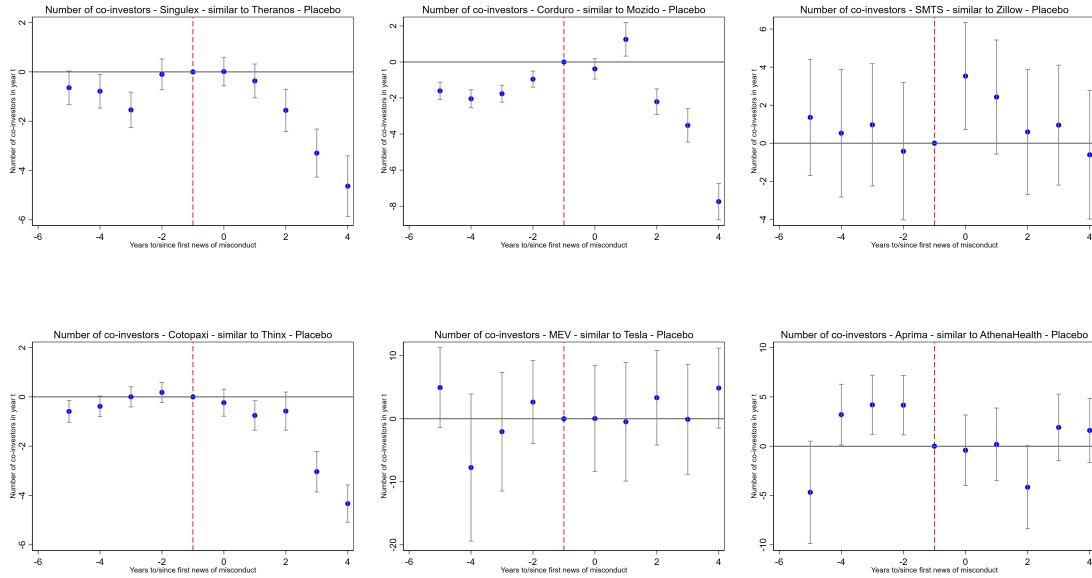 Number of co-investors - Singulex - similar to Theranos - Placebo
Number of co-investors in year t
2
0
-2
-4
-6
-6 -4 -2 0 2 4
Years to/since first news of misconduct
Number of co-investors - Corduro - similar to Mozido - Placebo
Number of co-investors in year t
2
0
-2
-4
-6
-8
-6 -4 -2 0 2 4
Years to/since first news of misconduct
Number of co-investors - SMTS - similar to Zillow - Placebo
Number of co-investors in year t
6
4
2
0
-2
-4
-6 -4 -2 0 2 4
Years to/since first news of misconduct
Number of co-investors - Cotopaxi - similar to Thinx - Placebo
Number of co-investors in year t
2
0
-2
-4
-6
-6 -4 -2 0 2 4
Years to/since first news of misconduct
Number of co-investors - MEV - similar to Tesla - Placebo
Number of co-investors in year t
10
0
-10
-20
-6 -4 -2 0 2 4
Years to/since first news of misconduct
Number of co-investors - Aprima - similar to AthenaHealth - Placebo
Number of co-investors in year t
10
5
0
-5
-10
-6 -4 -2 0 2 4
Years to/since first news of misconduct